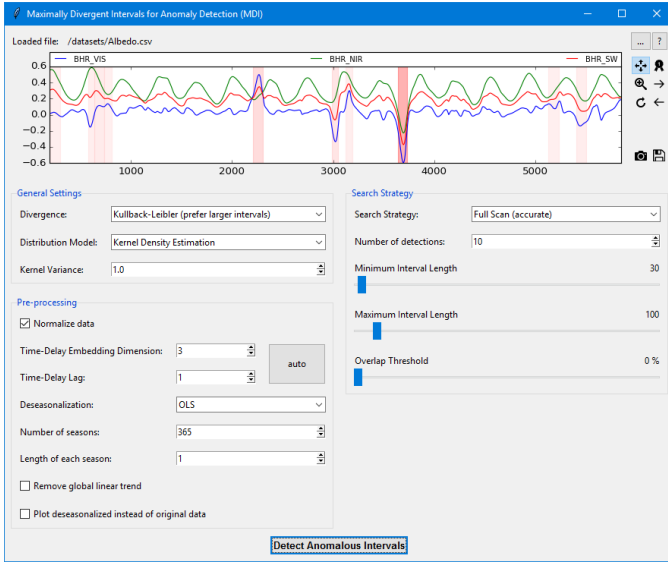 Maximally Divergent Intervals for Anomaly Detection (MDI)
Loaded file: /datasets/Albedo.csv
... ?
BHR_VIS BHR_NIR BHR_SW
0.6
0.4
0.2
0.0
−0.2
−0.4
−0.6
1000 2000 3000 4000 5000
General Settings
Divergence: Kullback-Leibler (prefer larger intervals)
Distribution Model: Kernel Density Estimation
Kernel Variance: 1.0
Pre-processing
Normalize data
Time-Delay Embedding Dimension: 3
auto
Time-Delay Lag: 1
Deseasonalization: OLS
Number of seasons: 365
Length of each season: 1
Remove global linear trend
Plot deseasonalized instead of original data
Search Strategy
Search Strategy: Full Scan (accurate)
Number of detections: 10
Minimum Interval Length 30
Maximum Interval Length 100
Overlap Threshold 0 %
Detect Anomalous Intervals